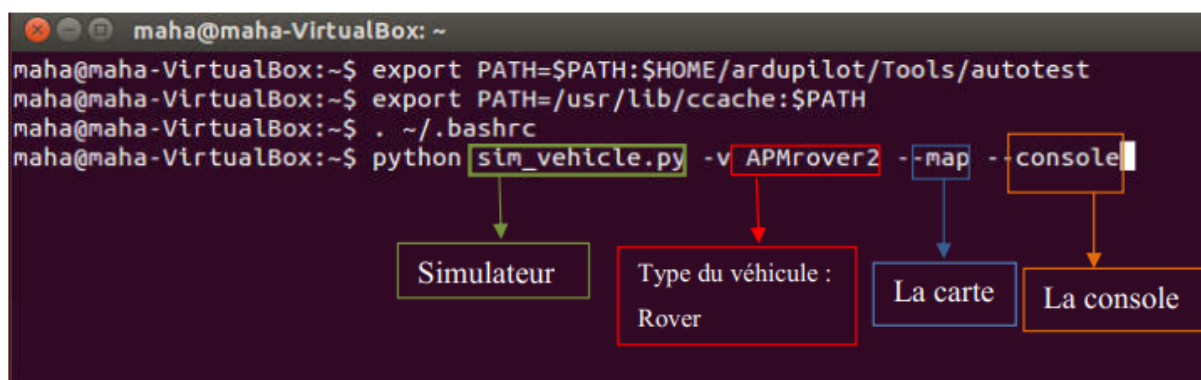 maha@maha-VirtualBox: ~
maha@maha-VirtualBox:~$ export PATH=$PATH:$HOME/ardupilot/Tools/autotest
maha@maha-VirtualBox:~$ export PATH=/usr/lib/ccache:$PATH
maha@maha-VirtualBox:~$ . ~/.bashrc
maha@maha-VirtualBox:~$ python sim_vehicle.py -v APMrover2 --map --console
Simulateur
Type du véhicule :
Rover
La carte
La console